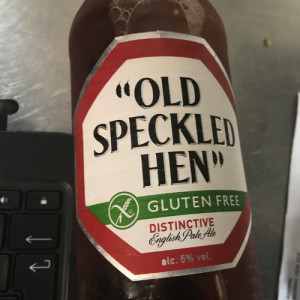 "OLD
SPECKLED
HEN"
GLUTEN FREE
DISTINCTIVE
English Pale Ale
alc. 5% vol.